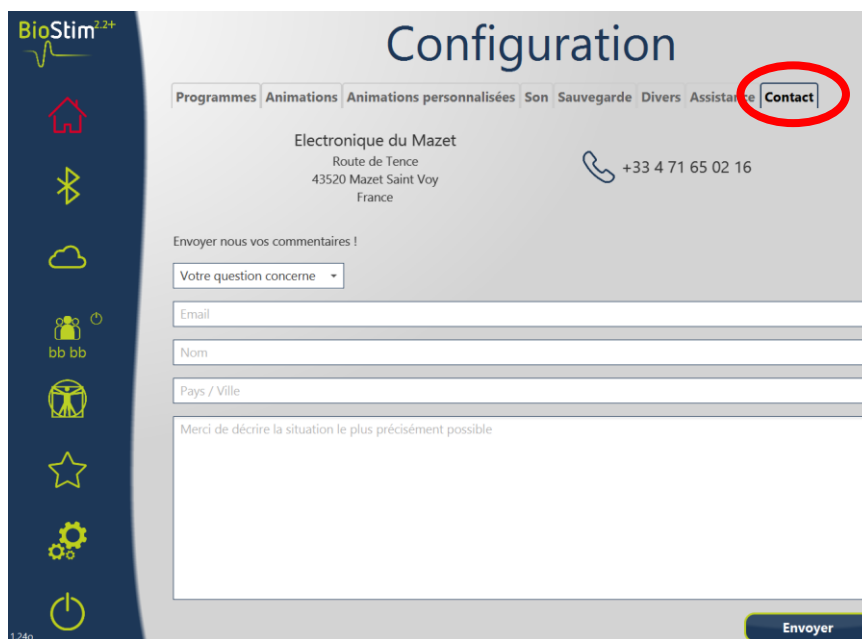 BioStim2.2+
Configuration
Programmes Animations Animations personnalisées Son Sauvegarde Divers Assistance Contact
Electronique du Mazet
Route de Tence
43520 Mazet Saint Voy
France
+33 4 71 65 02 16
Envoyer nous vos commentaires !
Votre question concerne
Email
Nom
Pays / Ville
Merci de décrire la situation le plus précisément possible
bb bb
Envoyer